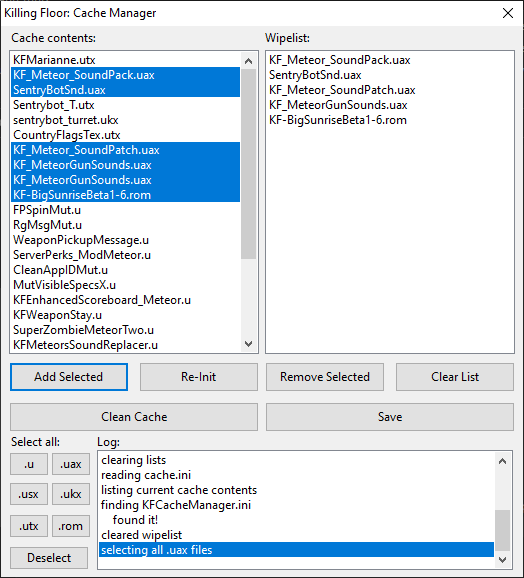 Killing Floor: Cache Manager
Cache contents:
KFMarianne.utx
KF_Meteor_SoundPack.uax
SentryBotSnd.uax
Sentrybot_T.utx
sentrybot_turret.ukx
CountryFlagsTex.utx
KF_Meteor_SoundPatch.uax
KF_MeteorGunSounds.uax
KF_MeteorGunSounds.uax
KF-BigSunriseBeta1-6.rom
FPSpinMut.u
RgMsgMut.u
WeaponPickupMessage.u
ServerPerks_ModMeteor.u
CleanAppIDMut.u
MutVisibleSpecsX.u
KFEnhancedScoreboard_Meteor.u
KFWeaponStay.u
SuperZombieMeteorTwo.u
KFMeteorsSoundReplacer.u
Wipelist:
KF_Meteor_SoundPack.uax
SentryBotSnd.uax
KF_Meteor_SoundPatch.uax
KF_MeteorGunSounds.uax
KF-BigSunriseBeta1-6.rom
Add Selected
Re-Init
Remove Selected
Clear List
Clean Cache
Save
Select all:
.u
.uax
.usx
.ukx
.utx
.rom
Deselect
Log:
clearing lists
reading cache.ini
listing current cache contents
finding KFCacheManager.ini
found it!
cleared wipelist
selecting all .uax files